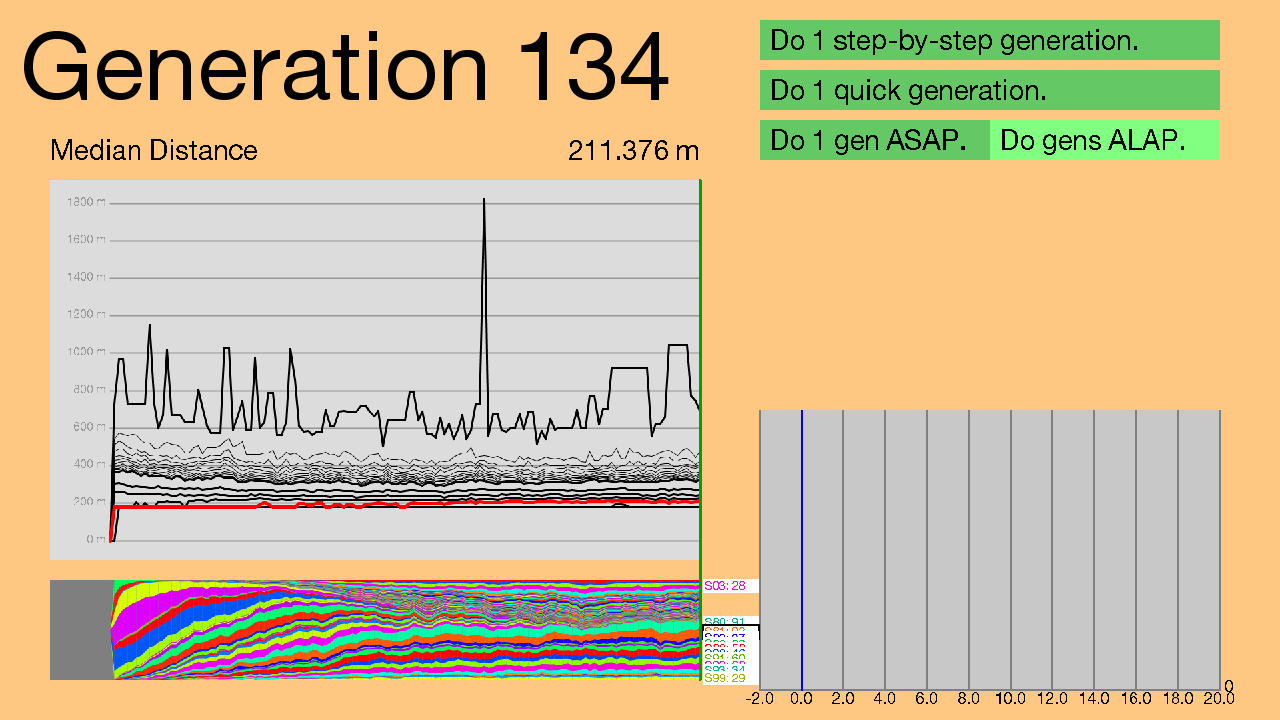 Generation 134
Do 1 step-by-step generation.
Do 1 quick generation.
Do 1 gen ASAP. Do gens ALAP.
Median Distance 211.376 m
1800 m
1600 m
1400 m
1200 m
1000 m
800 m
600 m
400 m
200 m
0 m
S03: 28
S80: 91
S99: 29
0
-2.0 0.0 2.0 4.0 6.0 8.0 10.0 12.0 14.0 16.0 18.0 20.0